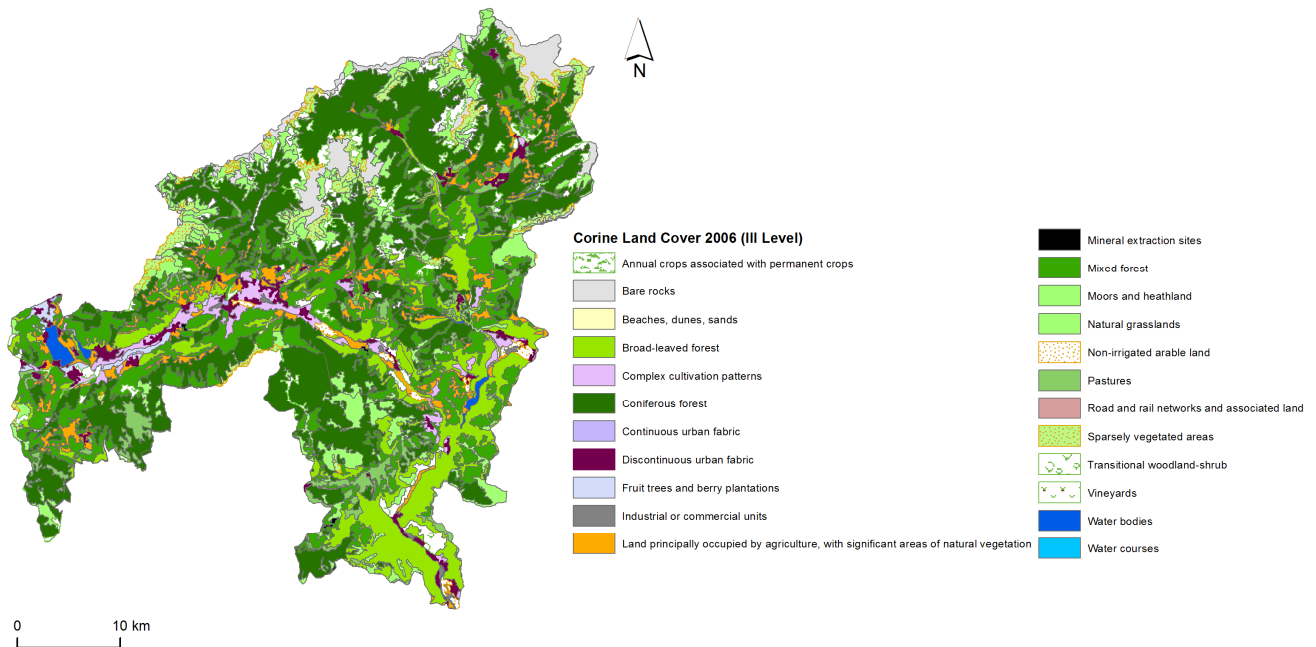 N
Corine Land Cover 2006 (III Level)
Annual crops associated with permanent crops
Bare rocks
Beaches, dunes, sands
Broad-leaved forest
Complex cultivation patterns
Coniferous forest
Continuous urban fabric
Discontinuous urban fabric
Fruit trees and berry plantations
Industrial or commercial units
Land principally occupied by agriculture, with significant areas of natural vegetation
Mineral extraction sites
Mixed forest
Moors and heathland
Natural grasslands
Non-irrigated arable land
Pastures
Road and rail networks and associated land
Sparsely vegetated areas
Transitional woodland-shrub
Vineyards
Water bodies
Water courses
0 10 km